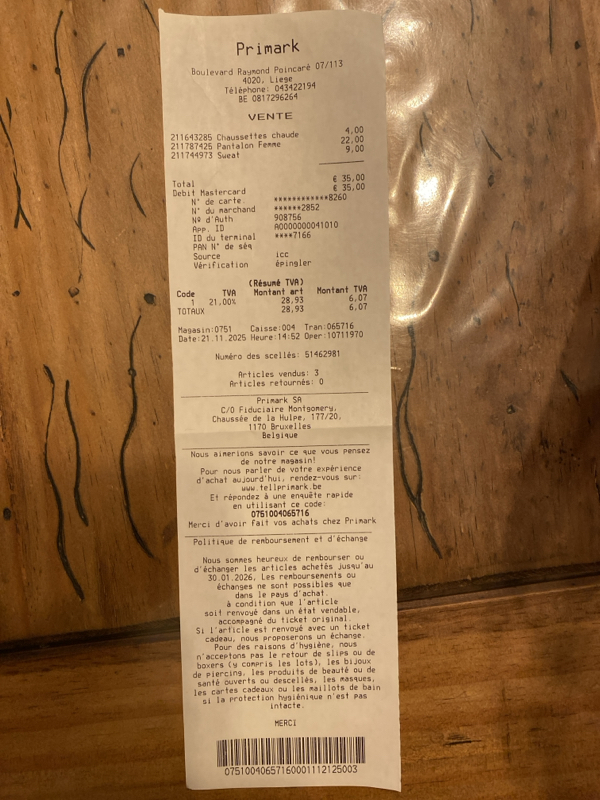 Primark
Boulevard Raymond Poincaré 07/113
4020, Liege
Téléphone: 043422194
BE 0817296264
VENTE
211643285 Chaussettes chaude 4,00
211787425 Pantalon Femme 22,00
211744973 Sweat 9,00
Total € 35,00
Debit Mastercard € 35,00
N° de carte. ************8260
N° du marchand ******2852
Nº d'Auth 908756
App. ID A0000000041010
ID du terminal ****7166
PAN N° de séq
Source icc
Vérification épingler
(Résumé TVA)
Code TVA Montant art Montant TVA
1 21,00% 28,93 6,07
TOTAUX 28,93 6,07
Magasin:0751 Caisse:004 Tran:065716
Date:21.11.2025 Heure:14:52 Oper:10711970
Numéro des scellés: 51462981
Articles vendus: 3
Articles retournés: 0
Primark SA
C/O Fiduciaire Montgomery,
Chaussée de la Hulpe, 177/20,
1170 Bruxelles
Belgique
Nous aimerions savoir ce que vous pensez
de notre magasin!
Pour nous parler de votre expérience
d'achat aujourd'hui, rendez-vous sur:
www.tellprimark.be
Et répondez à une enquête rapide
en utilisant ce code:
0751004065716
Merci d'avoir fait vos achats chez Primark
Politique de remboursement et d'échange
Nous sommes heureux de rembourser ou
d'échanger les articles achetés jusqu'au
30.01.2026, Les remboursements ou
échanges ne sont possibles que
dans le pays d'achat.
à condition que l'article
soit renvoyé dans un état vendable,
accompagné du ticket original.
Si l'article est renvoyé avec un ticket
cadeau, nous proposerons un échange.
Pour des raisons d'hygiène, nous
n'acceptons pas le retour de slips ou de
boxers (y compris les lots), les bijoux
de piercing, les produits de beauté ou de
santé ouverts ou descellés, les masques,
les cartes cadeaux ou les maillots de bain
si la protection hygiénique n'est pas
intacte.
MERCI
07510040657160001112125003